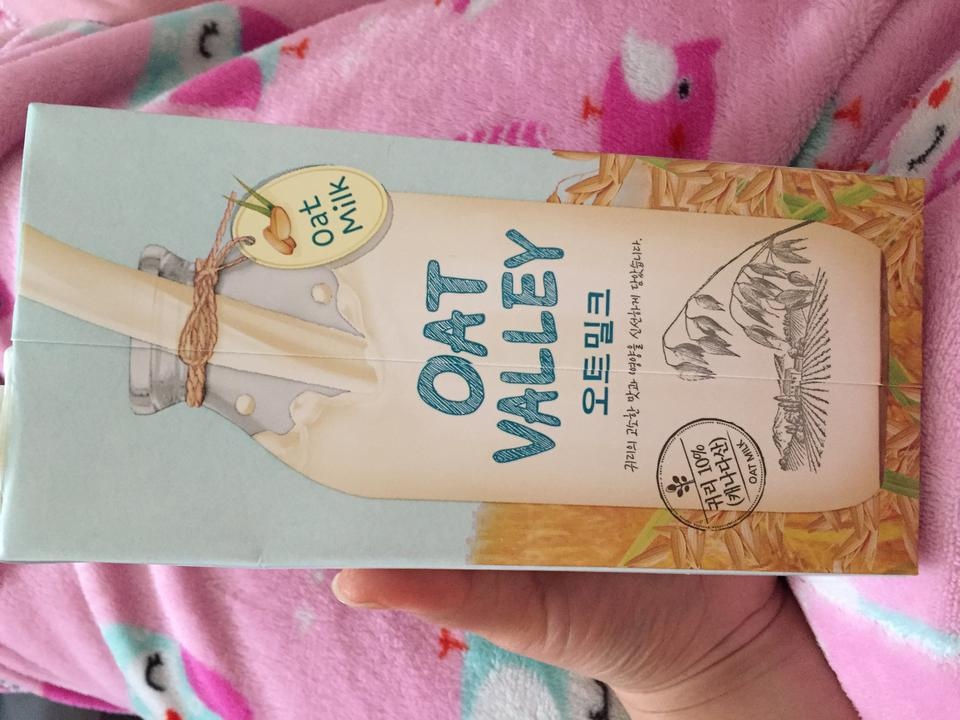 Oat
Milk
OAT
VALLEY
오트밀크
귀리의 고소한 맛과 영양을 신선하게 담았습니다.
귀리 10%
(캐나다산)
OAT MILK